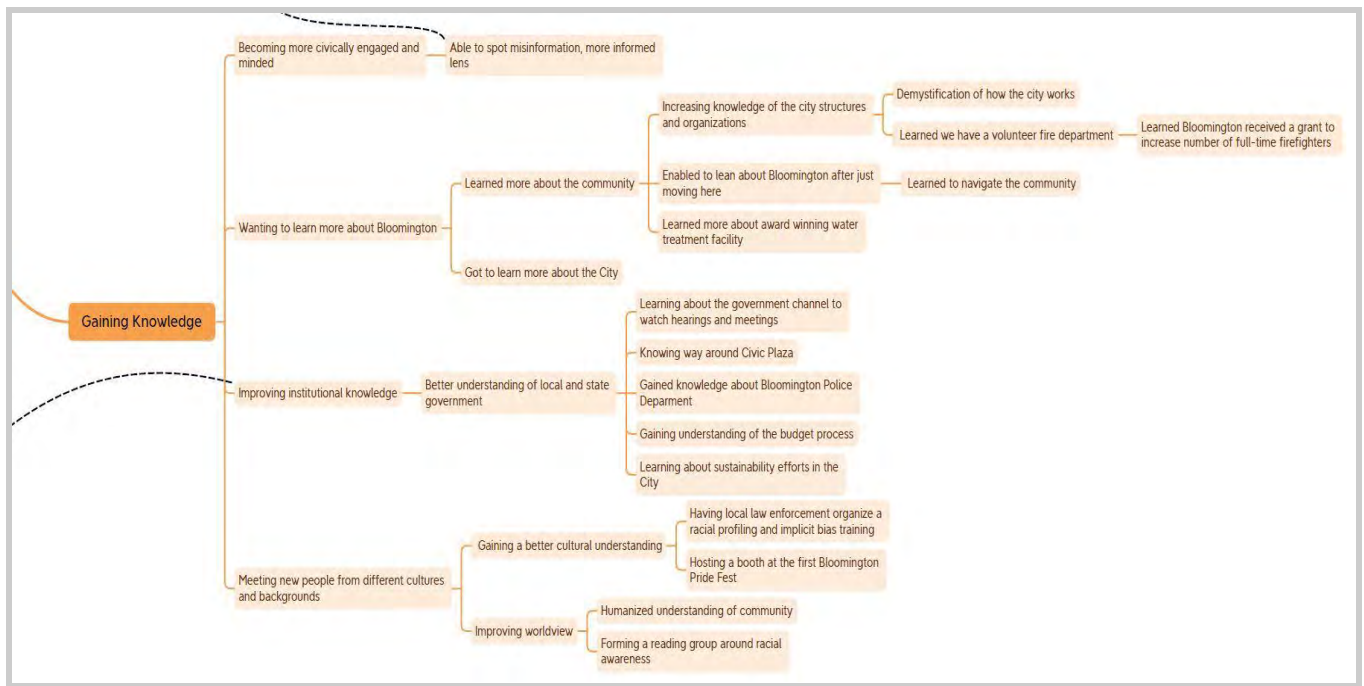 Gaining Knowledge
Becoming more civically engaged and
minded
Able to spot misinformation, more informed
lens
Wanting to learn more about Bloomington
Learned more about the community
Increasing knowledge of the city structures
and organizations
Demystification of how the city works
Learned we have a volunteer fire department
Learned Bloomington received a grant to
increase number of full-time firefighters
Enabled to lean about Bloomington after just
moving here
Learned to navigate the community
Learned more about award winning water
treatment facility
Got to learn more about the City
Improving institutional knowledge
Better understanding of local and state
government
Learning about the government channel to
watch hearings and meetings
Knowing way around Civic Plaza
Gained knowledge about Bloomington Police
Deparment
Gaining understanding of the budget process
Learning about sustainability efforts in the
City
Meeting new people from different cultures
and backgrounds
Gaining a better cultural understanding
Having local law enforcement organize a
racial profiling and implicit bias training
Hosting a booth at the first Bloomington
Pride Fest
Improving worldview
Humanized understanding of community
Forming a reading group around racial
awareness